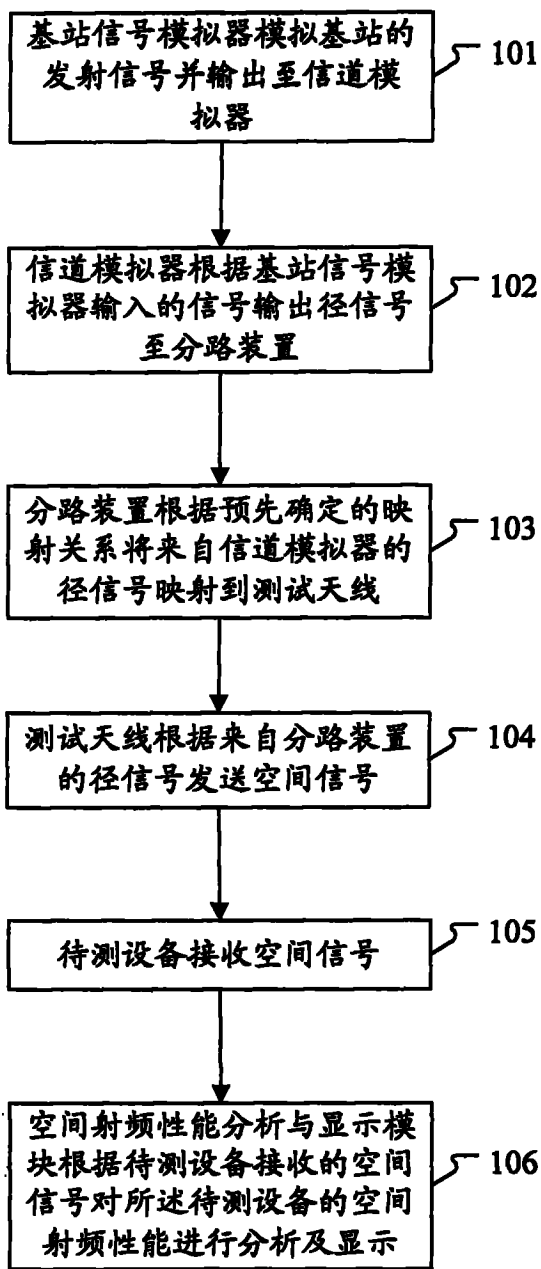 基站信号模拟器模拟基站的
发射信号并输出至信道模
拟器
101
信道模拟器根据基站信号模
拟器输入的信号输出径信号
至分路装置
102
分路装置根据预先确定的映
射关系将来自信道模拟器的
径信号映射到测试天线
103
测试天线根据来自分路装置
的径信号发送空间信号
104
待测设备接收空间信号
105
空间射频性能分析与显示模
块根据待测设备接收的空间
信号对所述待测设备的空间
射频性能进行分析及显示
106